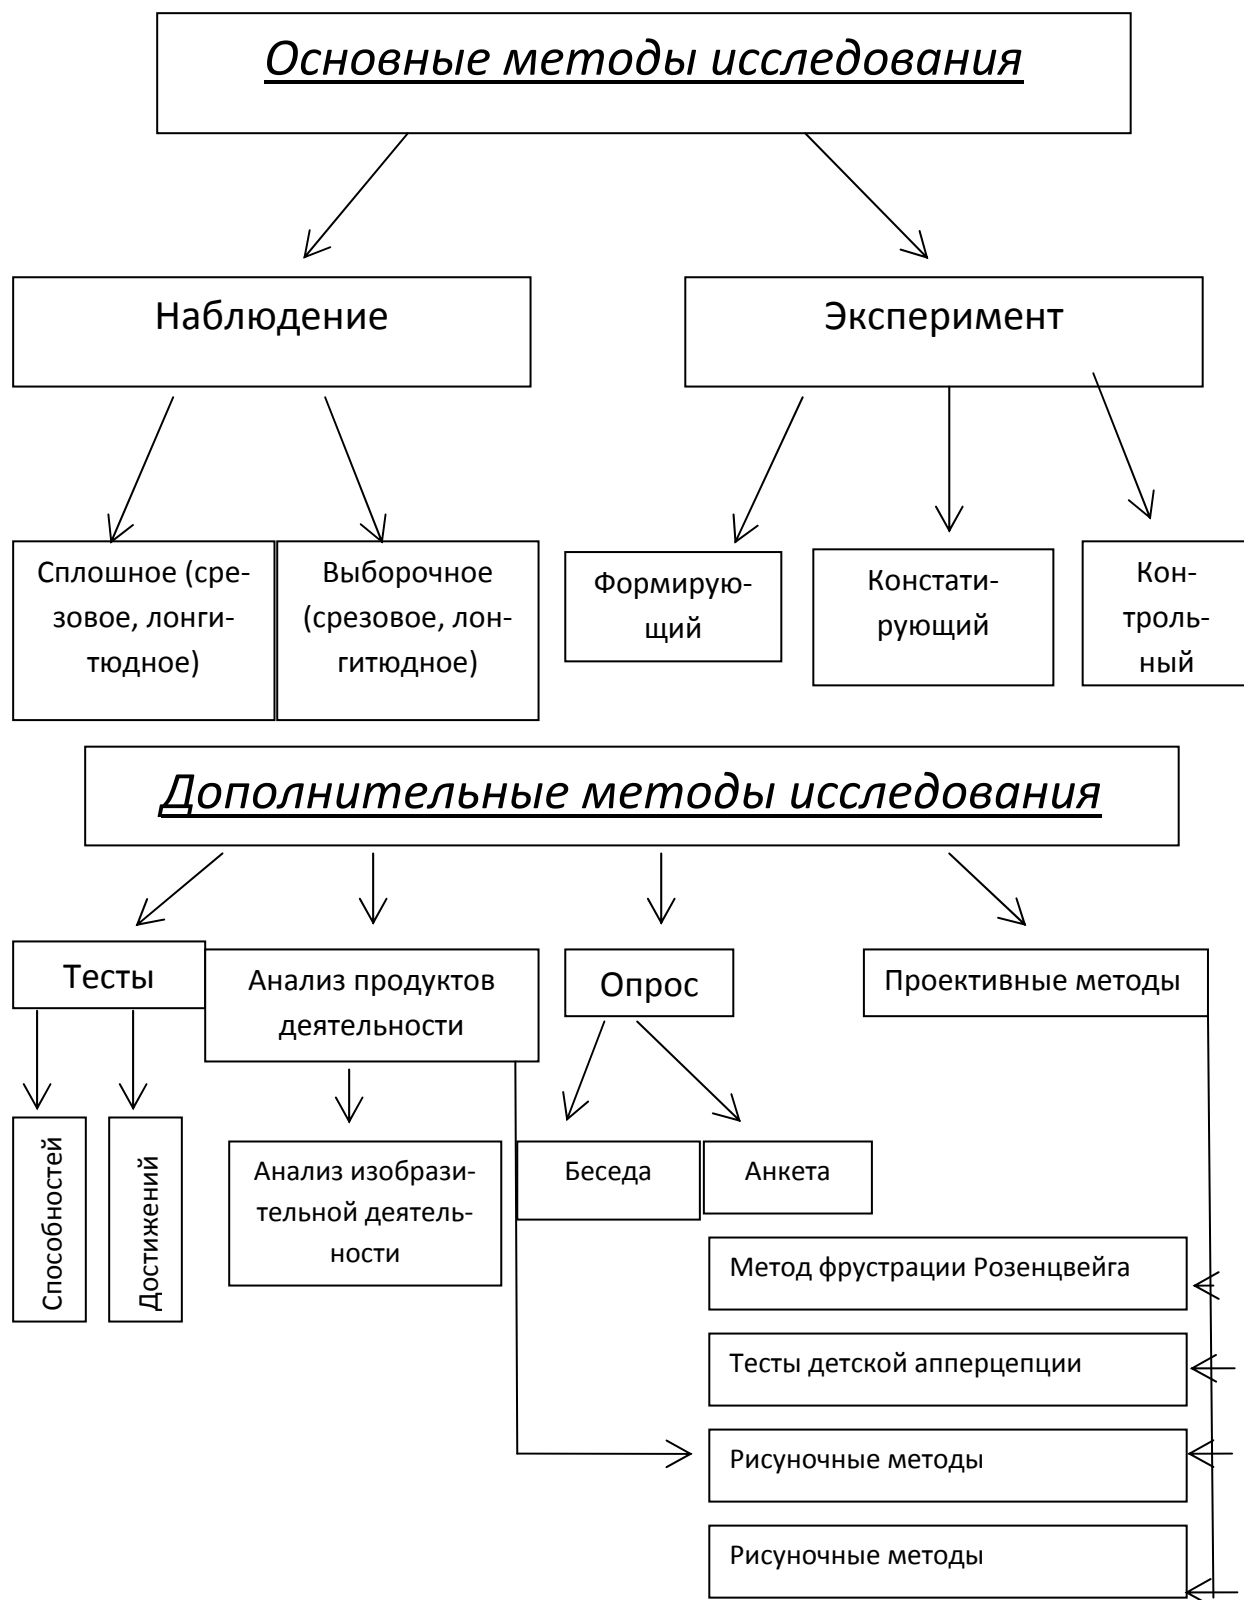 Основные методы исследования
Наблюдение
Эксперимент
Сплошное (сре-
зовое, лонги-
тюдное)
Выборочное
(срезовое, лон-
гитюдное)
Формирую-
щий
Констати-
рующий
Кон-
троль-
ный
Дополнительные методы исследования
Тесты
Анализ продуктов
деятельности
Опрос
Проективные методы
Способностей
Достижений
Анализ изобрази-
тельной деятель-
ности
Беседа
Анкета
Метод фрустрации Розенцвейга
Тесты детской апперцепции
Рисуночные методы
Рисуночные методы